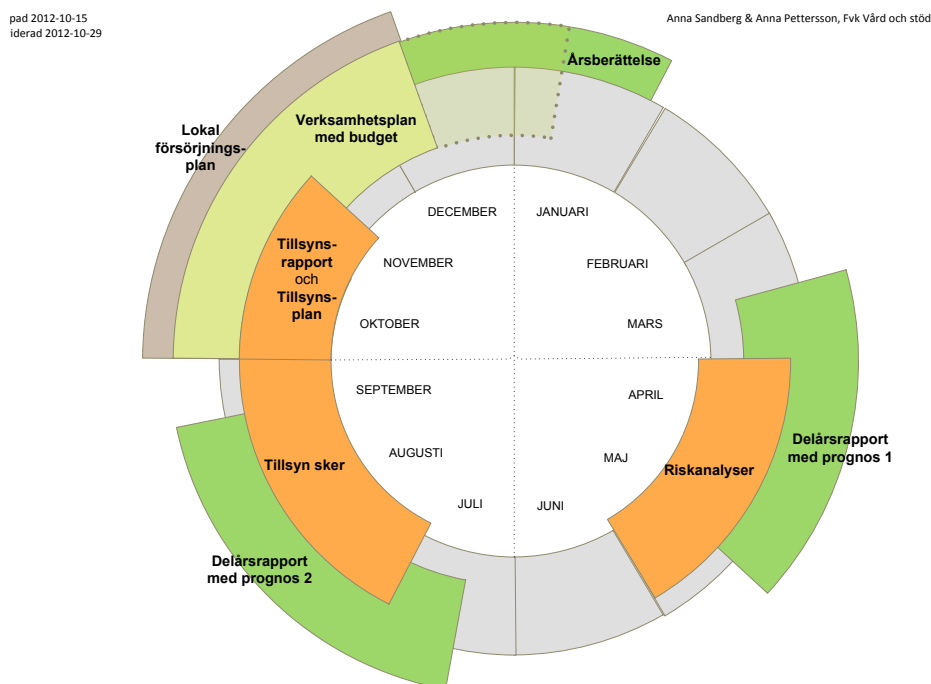 pad 2012-10-15
iderad 2012-10-29
Anna Sandberg & Anna Pettersson, Fvk Vård och stöd
Årsberättelse
Verksamhetsplan
med budget
Lokal
försörjnings-
plan
Tillsyns-
rapport
och
Tillsyns-
plan
DECEMBER
JANUARI
NOVEMBER
FEBRUARI
OKTOBER
MARS
SEPTEMBER
APRIL
AUGUSTI
MAJ
JULI
JUNI
Delårsrapport
med prognos 1
Riskanalyser
Tillsyn sker
Delårsrapport
med prognos 2